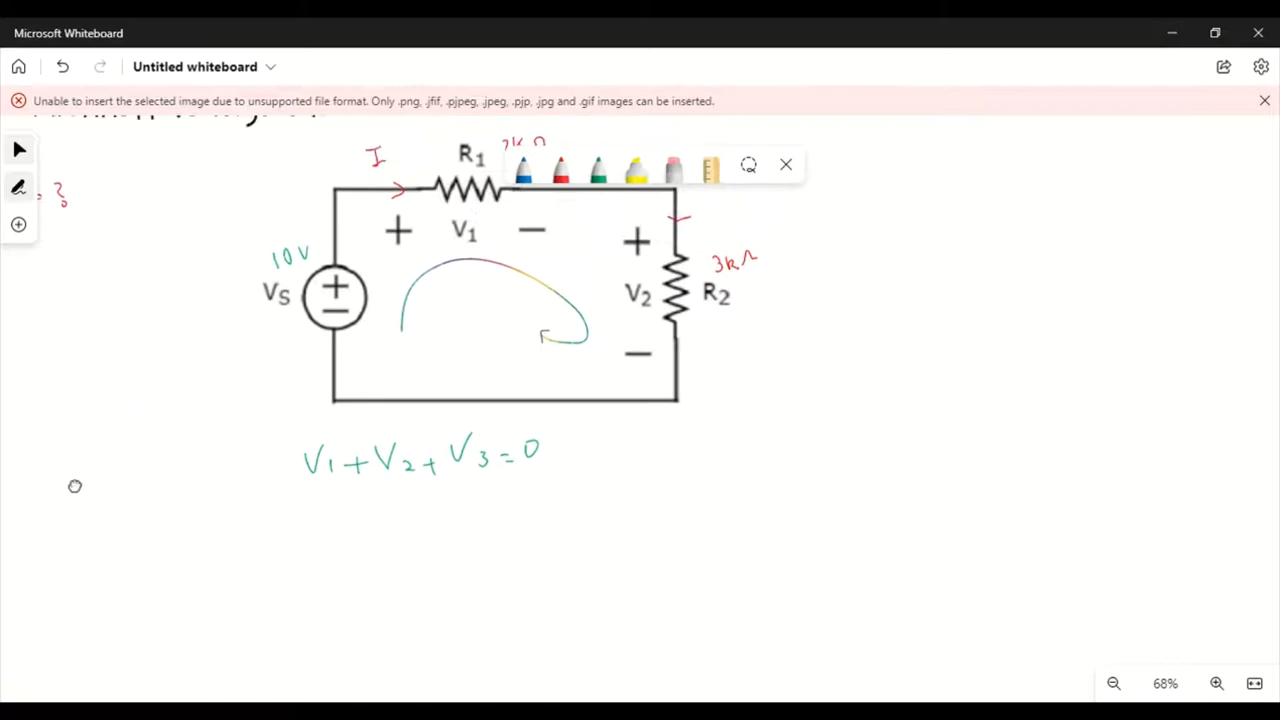 Microsoft Whiteboard
Untitled whiteboard
Unable to insert the selected image due to unsupported file format. Only .png, .jfif, .pjpeg, .jpeg, .pjp, .jpg and .gif images can be inserted.
I
R1
= ?
+ V1 −
10V
VS
+
−
+
V2
−
3kΩ
R2
V1+V2+V3=0
68%